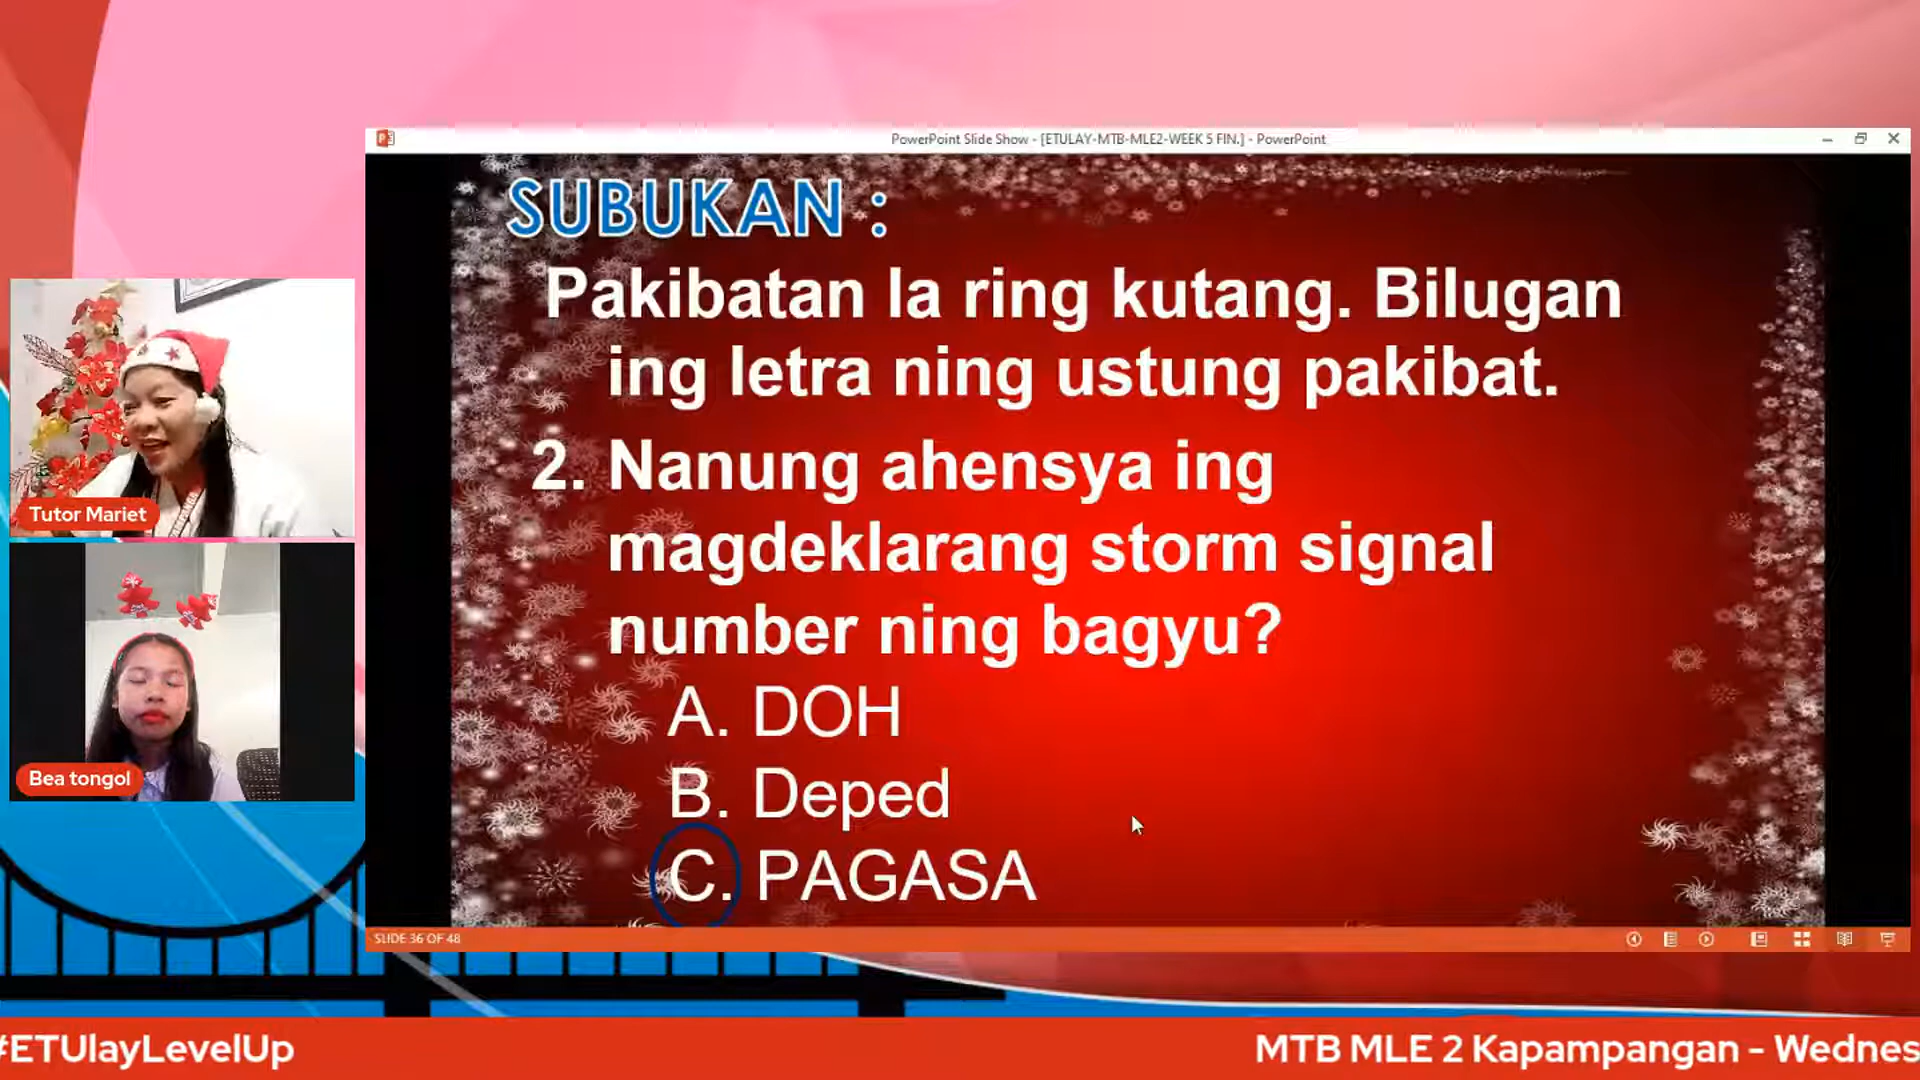 PowerPoint Slide Show - [ETULAY-MTB-MLE2-WEEK 5 FIN.] - PowerPoint
SUBUKAN :
Pakibatan la ring kutang. Bilugan
ing letra ning ustung pakibat.
2. Nanung ahensya ing
magdeklarang storm signal
number ning bagyu?
A. DOH
B. Deped
C. PAGASA
SLIDE 36 OF 48
Tutor Mariet
Bea tongol
#ETUlayLevelUp
MTB MLE 2 Kapampangan - Wednes